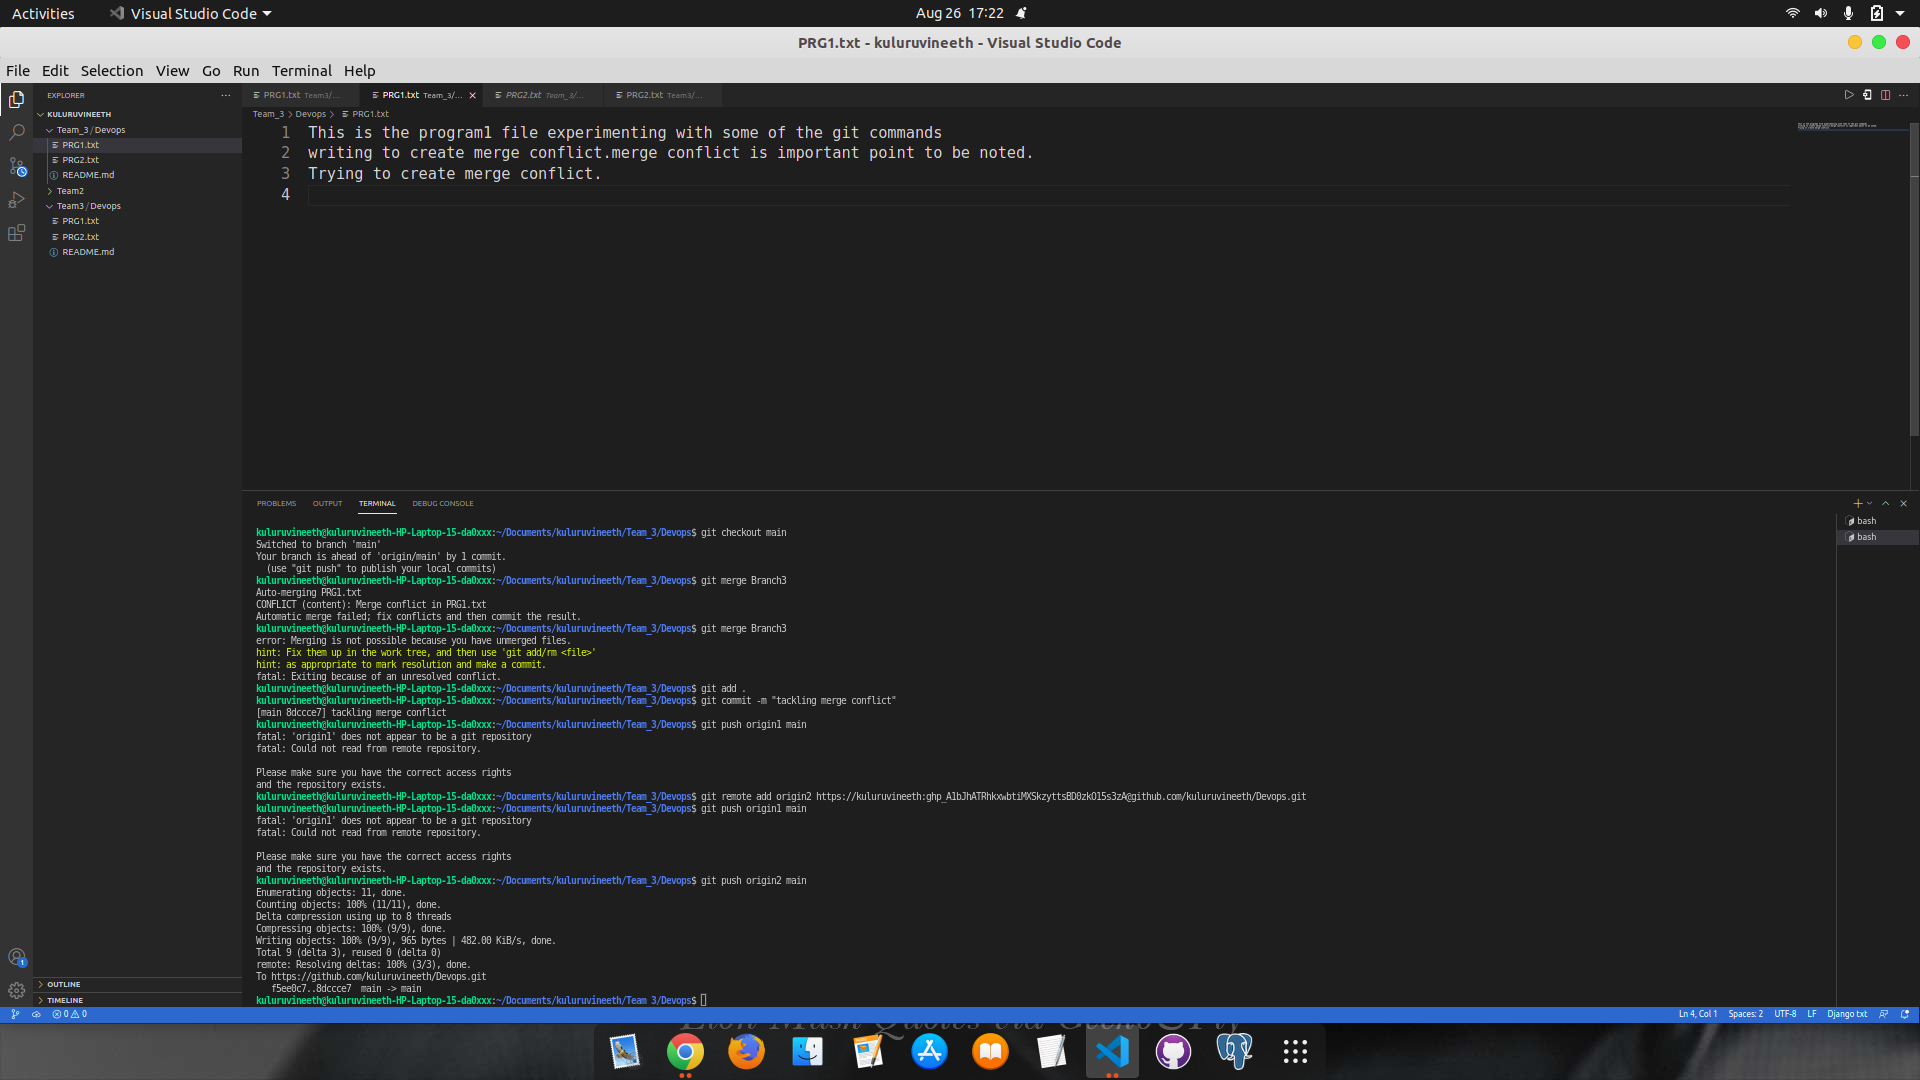 Activities
Visual Studio Code
Aug 26 17:22
PRG1.txt - kuluruvineeth - Visual Studio Code
File Edit Selection View Go Run Terminal Help
EXPLORER
KULURUVINEETH
Team_3 / Devops
PRG1.txt
PRG2.txt
README.md
Team2
Team3 / Devops
PRG1.txt
PRG2.txt
README.md
OUTLINE
TIMELINE
PRG1.txt Team3/...
PRG1.txt Team_3/...
PRG2.txt Team_3/...
PRG2.txt Team3/...
Team_3 > Devops > PRG1.txt
1 This is the program1 file experimenting with some of the git commands
2 writing to create merge conflict.merge conflict is important point to be noted.
3 Trying to create merge conflict.
4
PROBLEMS OUTPUT TERMINAL DEBUG CONSOLE
bash
bash
kuluruvineeth@kuluruvineeth-HP-Laptop-15-da0xxx:~/Documents/kuluruvineeth/Team_3/Devops$ git checkout main
Switched to branch 'main'
Your branch is ahead of 'origin/main' by 1 commit.
(use "git push" to publish your local commits)
kuluruvineeth@kuluruvineeth-HP-Laptop-15-da0xxx:~/Documents/kuluruvineeth/Team_3/Devops$ git merge Branch3
Auto-merging PRG1.txt
CONFLICT (content): Merge conflict in PRG1.txt
Automatic merge failed; fix conflicts and then commit the result.
kuluruvineeth@kuluruvineeth-HP-Laptop-15-da0xxx:~/Documents/kuluruvineeth/Team_3/Devops$ git merge Branch3
error: Merging is not possible because you have unmerged files.
hint: Fix them up in the work tree, and then use 'git add/rm <file>'
hint: as appropriate to mark resolution and make a commit.
fatal: Exiting because of an unresolved conflict.
kuluruvineeth@kuluruvineeth-HP-Laptop-15-da0xxx:~/Documents/kuluruvineeth/Team_3/Devops$ git add .
kuluruvineeth@kuluruvineeth-HP-Laptop-15-da0xxx:~/Documents/kuluruvineeth/Team_3/Devops$ git commit -m "tackling merge conflict"
[main 8dccce7] tackling merge conflict
kuluruvineeth@kuluruvineeth-HP-Laptop-15-da0xxx:~/Documents/kuluruvineeth/Team_3/Devops$ git push origin1 main
fatal: 'origin1' does not appear to be a git repository
fatal: Could not read from remote repository.
Please make sure you have the correct access rights
and the repository exists.
kuluruvineeth@kuluruvineeth-HP-Laptop-15-da0xxx:~/Documents/kuluruvineeth/Team_3/Devops$ git remote add origin2 https://kuluruvineeth: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@github.com/kuluruvineeth/Devops.git
kuluruvineeth@kuluruvineeth-HP-Laptop-15-da0xxx:~/Documents/kuluruvineeth/Team_3/Devops$ git push origin1 main
fatal: 'origin1' does not appear to be a git repository
fatal: Could not read from remote repository.
Please make sure you have the correct access rights
and the repository exists.
kuluruvineeth@kuluruvineeth-HP-Laptop-15-da0xxx:~/Documents/kuluruvineeth/Team_3/Devops$ git push origin2 main
Enumerating objects: 11, done.
Counting objects: 100% (11/11), done.
Delta compression using up to 8 threads
Compressing objects: 100% (9/9), done.
Writing objects: 100% (9/9), 965 bytes | 482.00 KiB/s, done.
Total 9 (delta 3), reused 0 (delta 0)
remote: Resolving deltas: 100% (3/3), done.
To https://github.com/kuluruvineeth/Devops.git
f5ee0c7..8dccce7 main -> main
kuluruvineeth@kuluruvineeth-HP-Laptop-15-da0xxx:~/Documents/kuluruvineeth/Team_3/Devops$
0 0
Ln 4, Col 1 Spaces: 2 UTF-8 LF Django txt